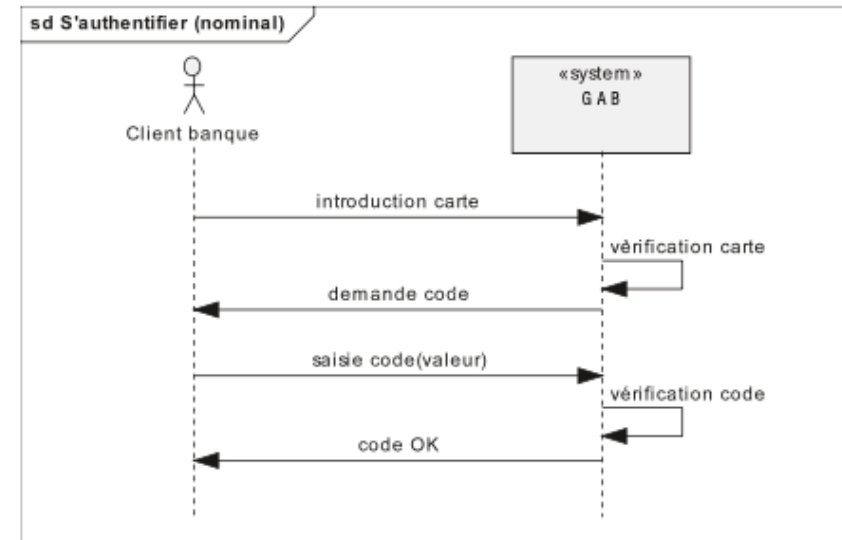 sd S'authentifier (nominal)
«system»
GAB
Client banque
introduction carte
vèrification carte
demande code
saisie code(valeur)
vérification code
code OK